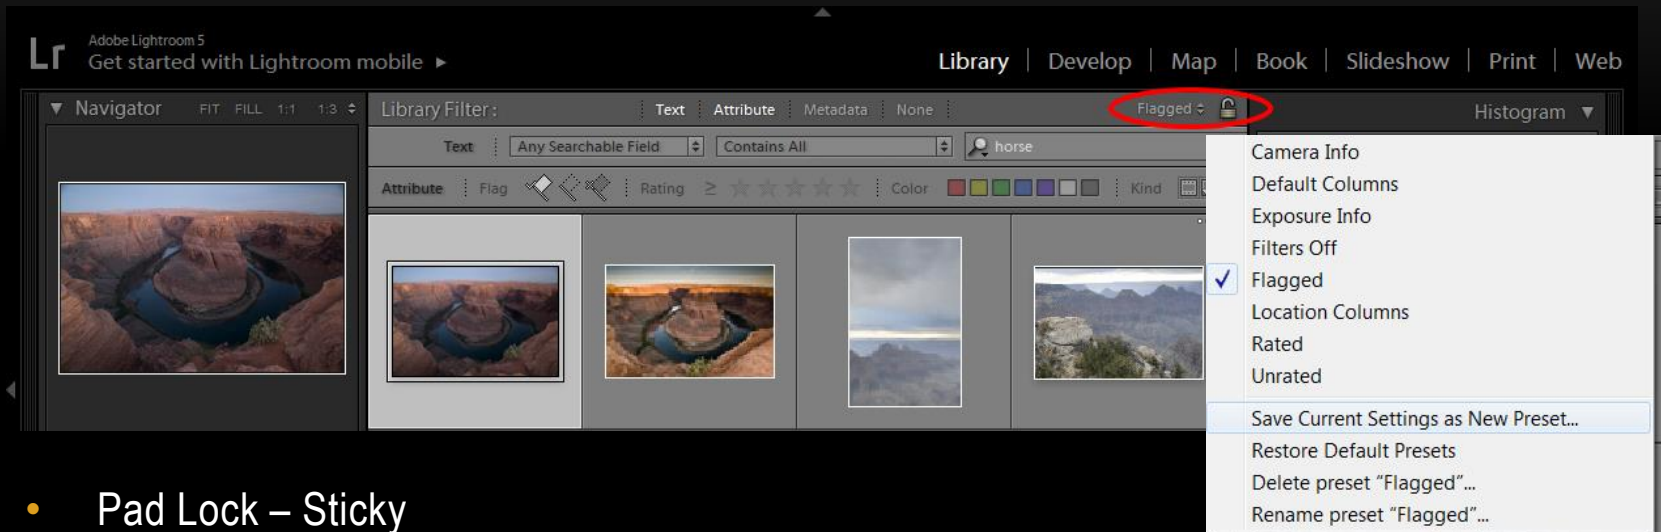 Lr
Adobe Lightroom 5
Get started with Lightroom mobile ▸
Library | Develop | Map | Book | Slideshow | Print | Web
Navigator FIT FILL 1:1 1:3
Library Filter: Text Attribute Metadata None Flagged
Histogram
Text Any Searchable Field Contains All horse
Attribute Flag Rating ≥ Color Kind
Camera Info
Default Columns
Exposure Info
Filters Off
✓ Flagged
Location Columns
Rated
Unrated
Save Current Settings as New Preset...
Restore Default Presets
Delete preset “Flagged”...
Rename preset “Flagged”...
• Pad Lock – Sticky